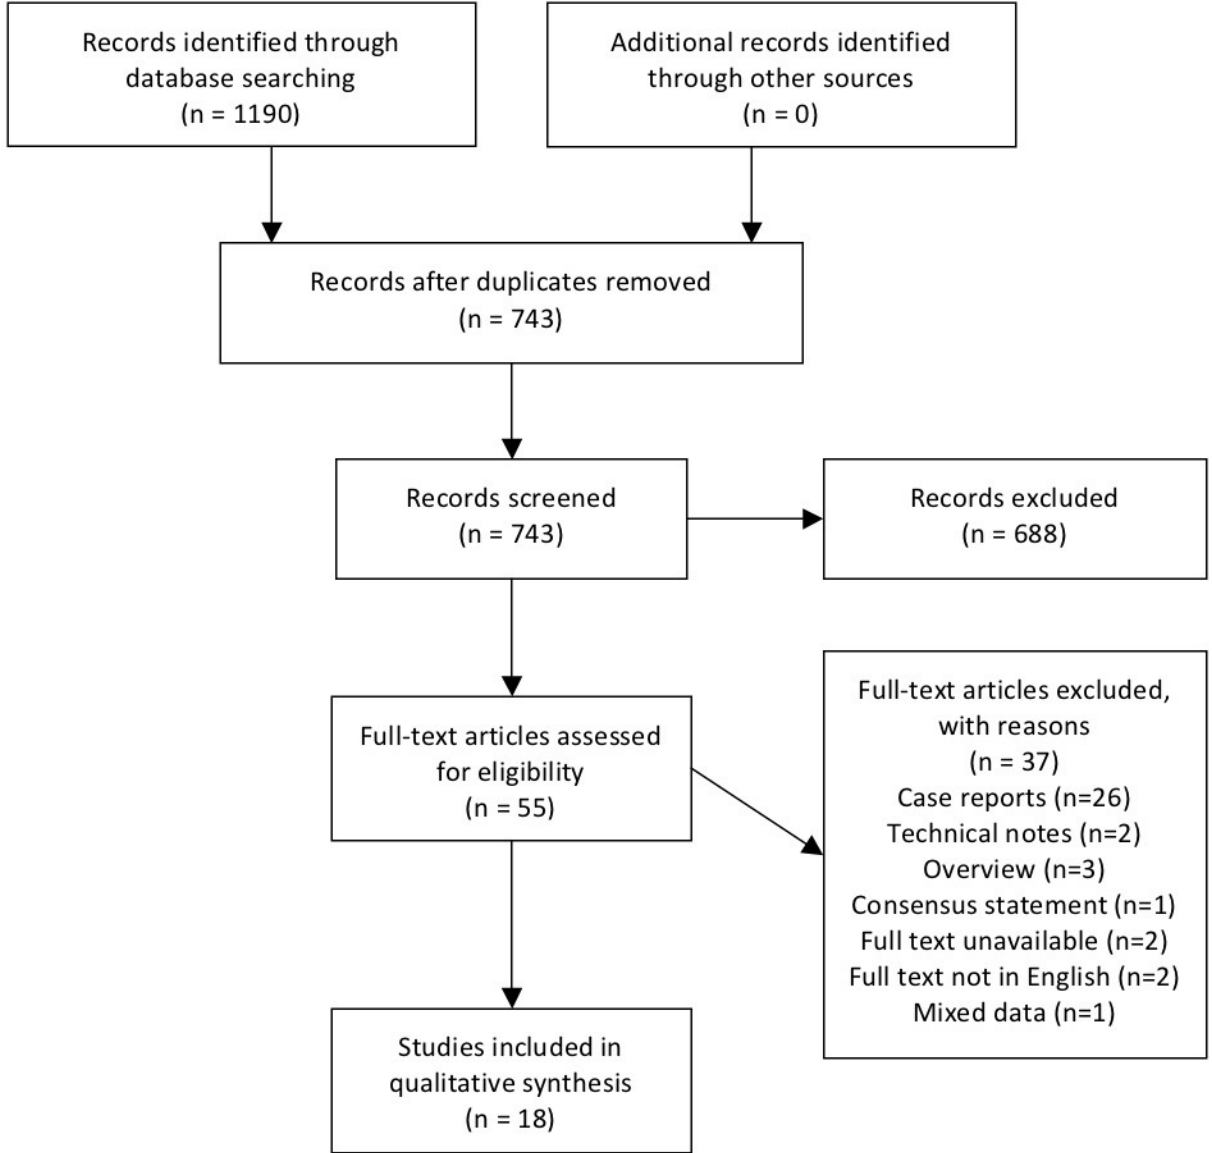 Records identified through
database searching
(n = 1190)
Additional records identified
through other sources
(n = 0)
Records after duplicates removed
(n = 743)
Records screened
(n = 743)
Records excluded
(n = 688)
Full-text articles assessed
for eligibility
(n = 55)
Full-text articles excluded,
with reasons
(n = 37)
Case reports (n=26)
Technical notes (n=2)
Overview (n=3)
Consensus statement (n=1)
Full text unavailable (n=2)
Full text not in English (n=2)
Mixed data (n=1)
Studies included in
qualitative synthesis
(n = 18)